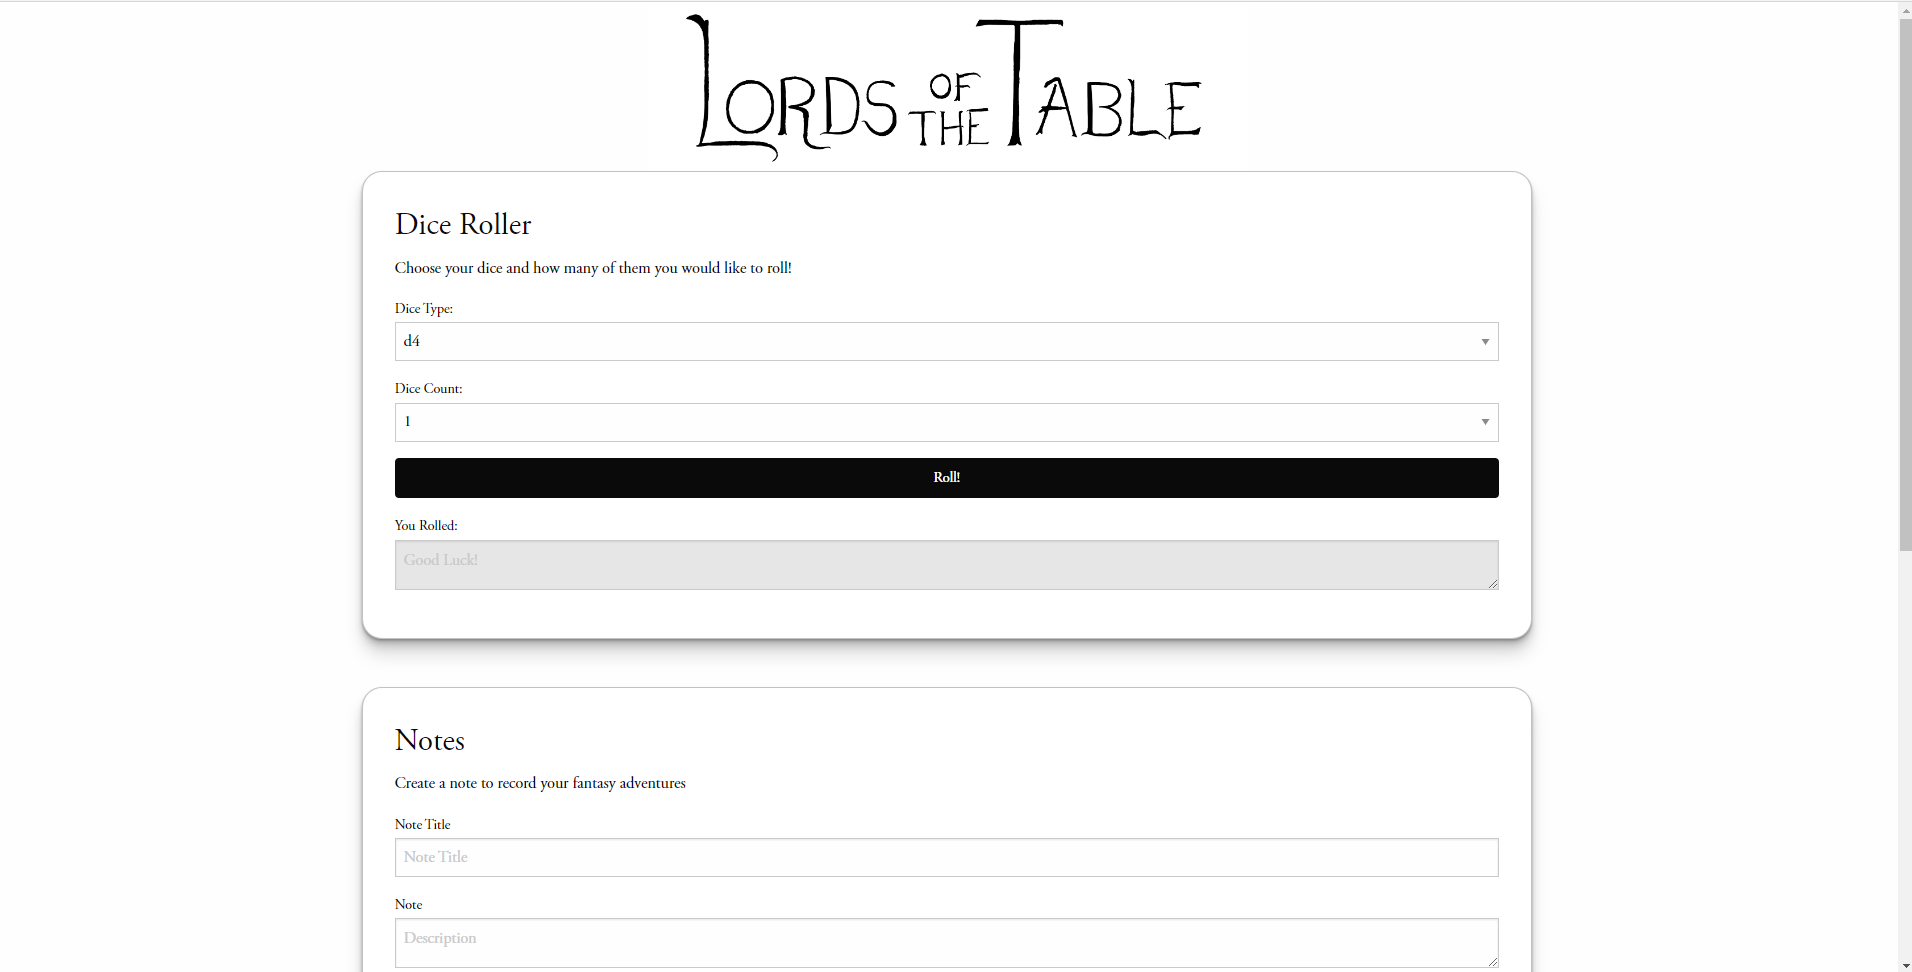 LORDS OF THE TABLE
Dice Roller
Choose your dice and how many of them you would like to roll!
Dice Type:
d4
Dice Count:
1
Roll!
You Rolled:
Good Luck!
Notes
Create a note to record your fantasy adventures
Note Title
Note Title
Note
Description